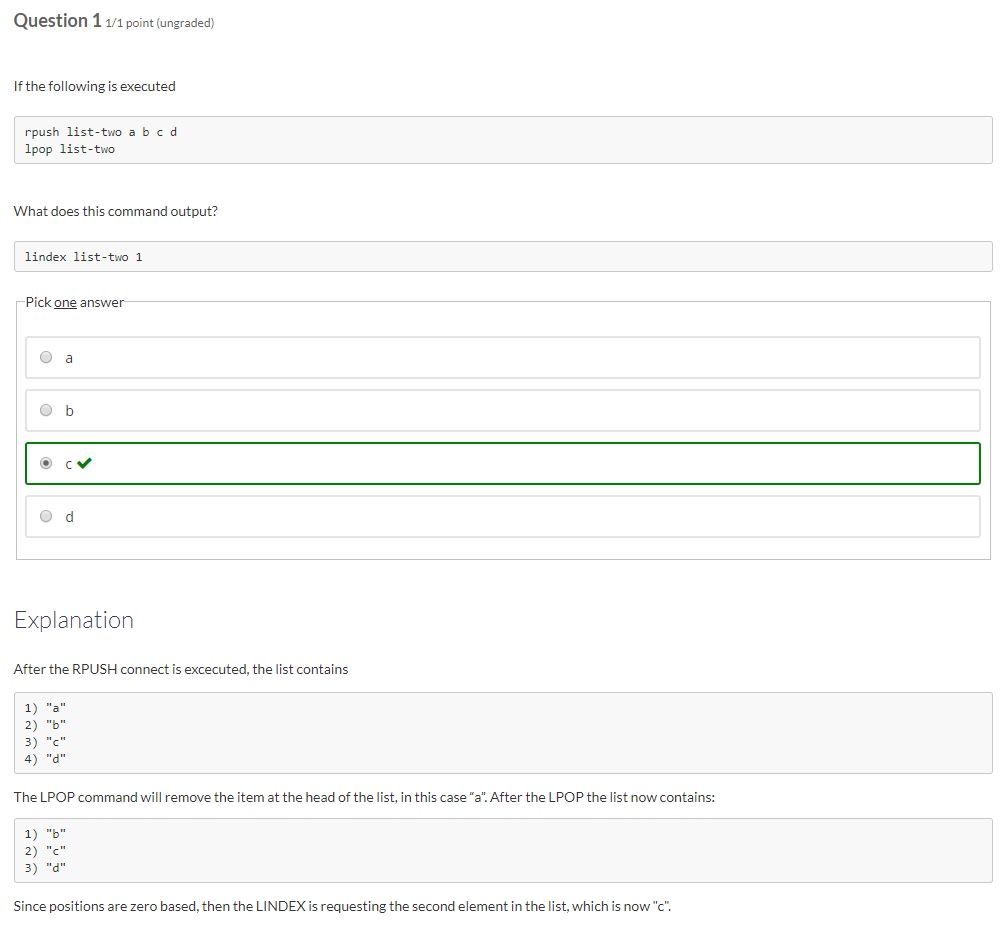 Question 1 1/1 point (ungraded)
If the following is executed
rpush list-two a b c d
lpop list-two
What does this command output?
lindex list-two 1
Pick one answer
a
b
c
d
Explanation
After the RPUSH connect is excecuted, the list contains
1) "a"
2) "b"
3) "c"
4) "d"
The LPOP command will remove the item at the head of the list, in this case “a”. After the LPOP the list now contains:
1) "b"
2) "c"
3) "d"
Since positions are zero based, then the LINDEX is requesting the second element in the list, which is now "c".